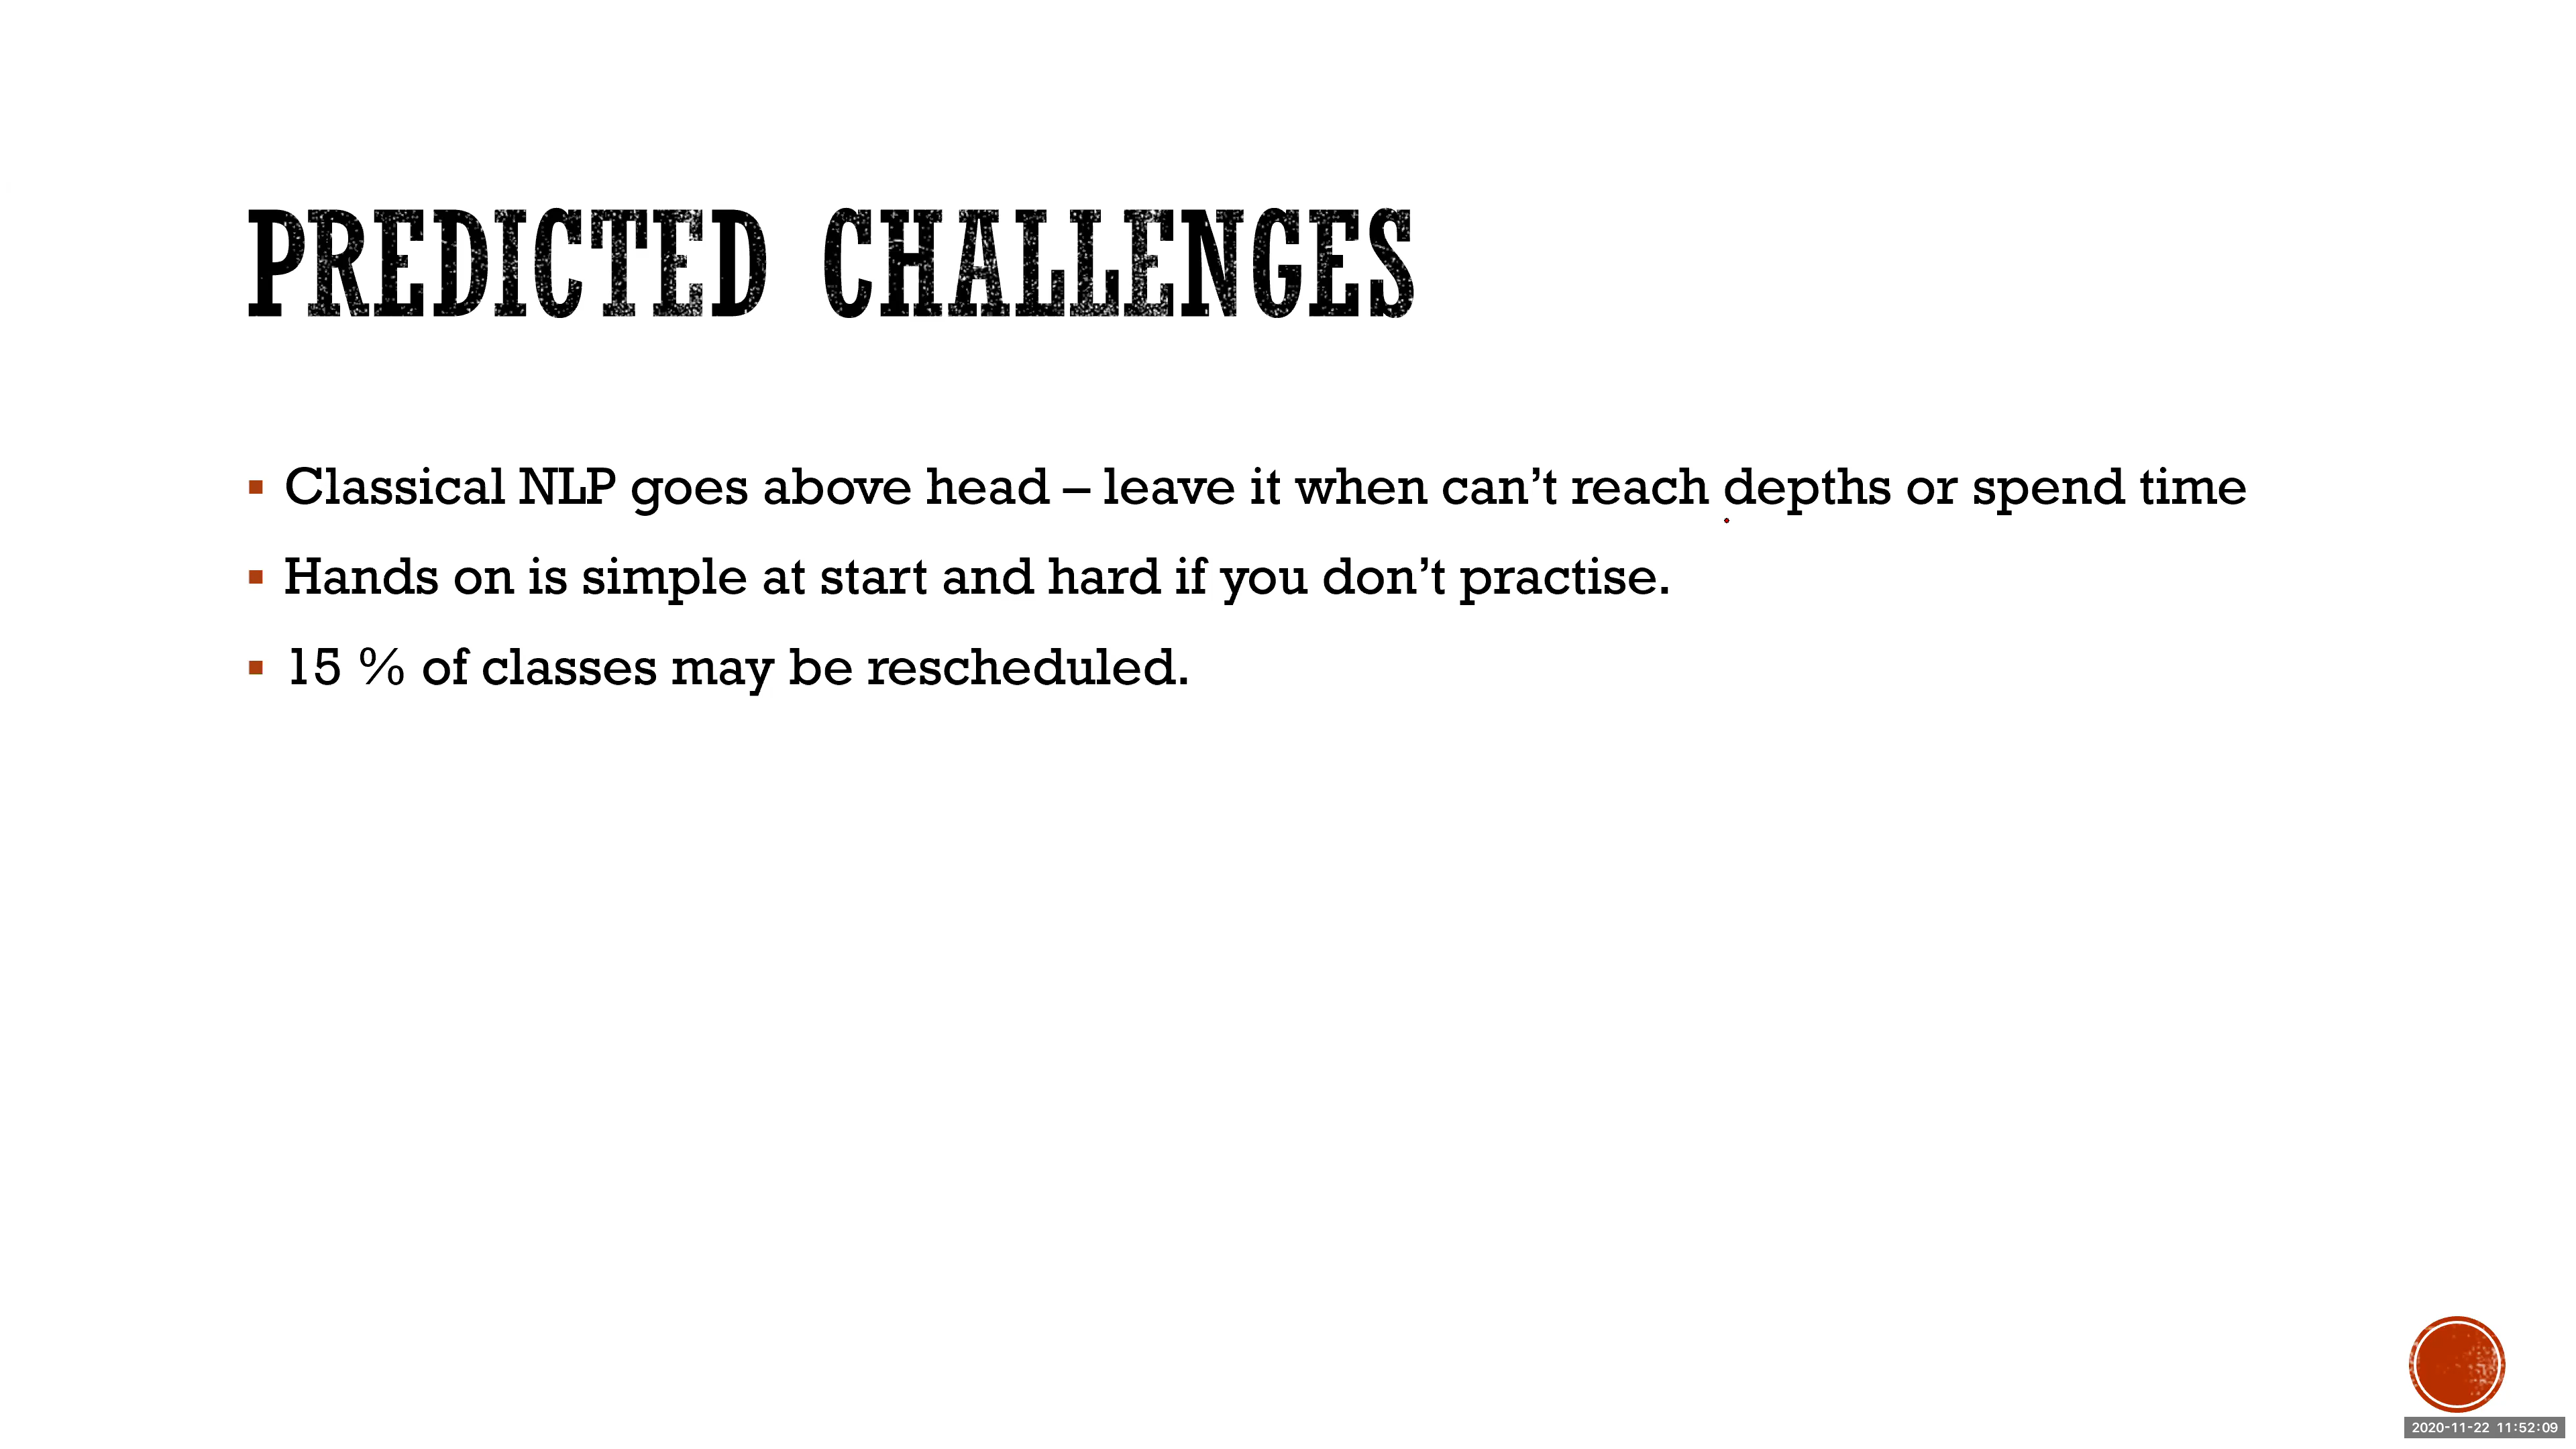 PREDICTED CHALLENGES
▪ Classical NLP goes above head – leave it when can’t reach depths or spend time
▪ Hands on is simple at start and hard if you don’t practise.
▪ 15 % of classes may be rescheduled.
2020-11-22 11:52:09